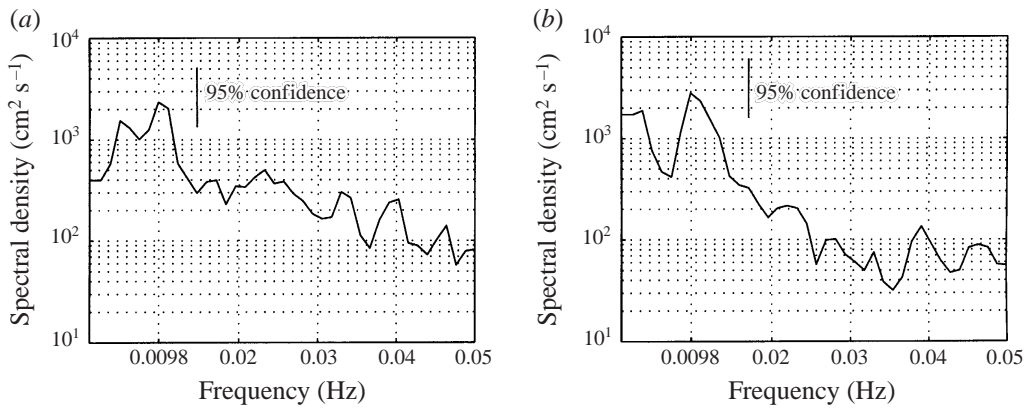 (a)
10⁴
10³
10²
10¹
Spectral density (cm² s⁻¹)
95% confidence
0.0098 0.02 0.03 0.04 0.05
Frequency (Hz)
(b)
10⁴
10³
10²
10¹
Spectral density (cm² s⁻¹)
95% confidence
0.0098 0.02 0.03 0.04 0.05
Frequency (Hz)